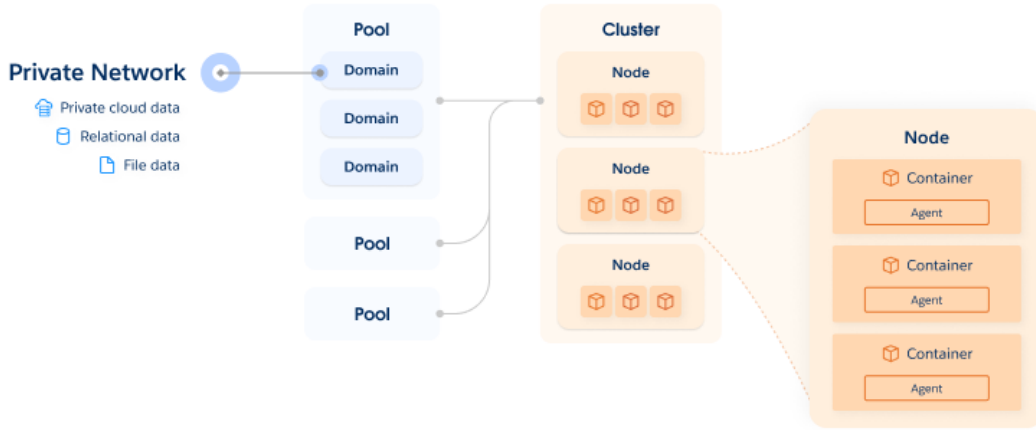 Private Network
Private cloud data
Relational data
File data
Pool
Domain
Domain
Domain
Pool
Pool
Cluster
Node
Node
Node
Node
Container
Agent
Container
Agent
Container
Agent